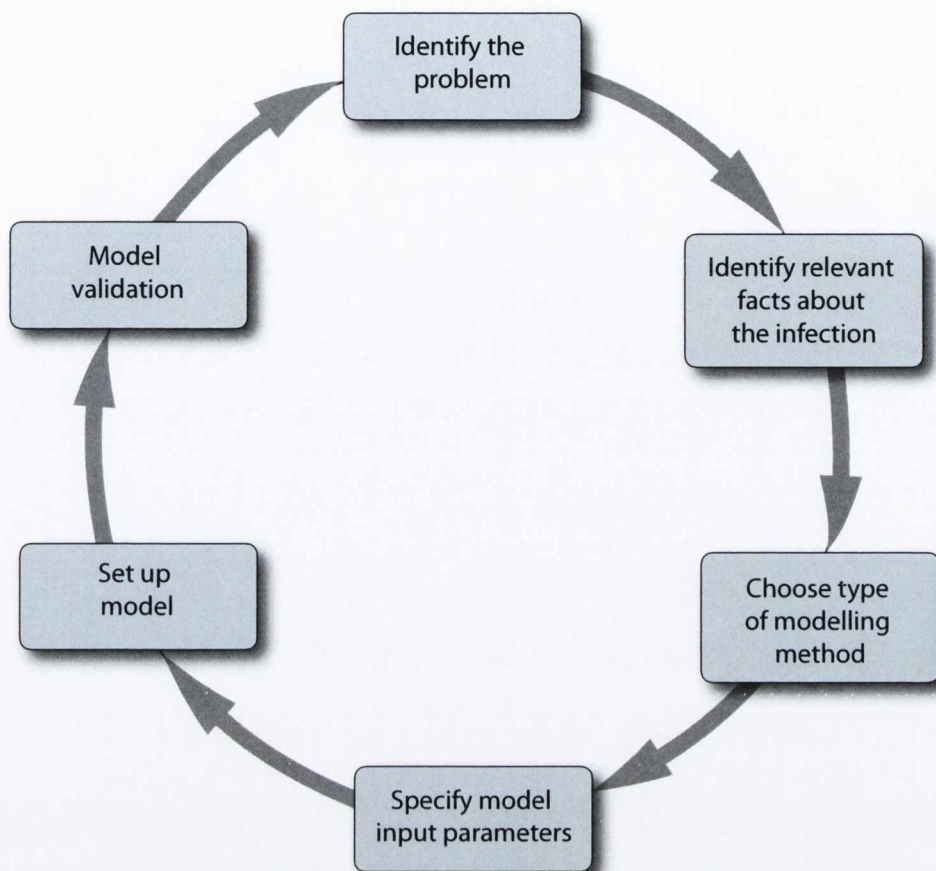 Identify the
problem
Identify relevant
facts about
the infection
Choose type
of modelling
method
Specify model
input parameters
Set up
model
Model
validation